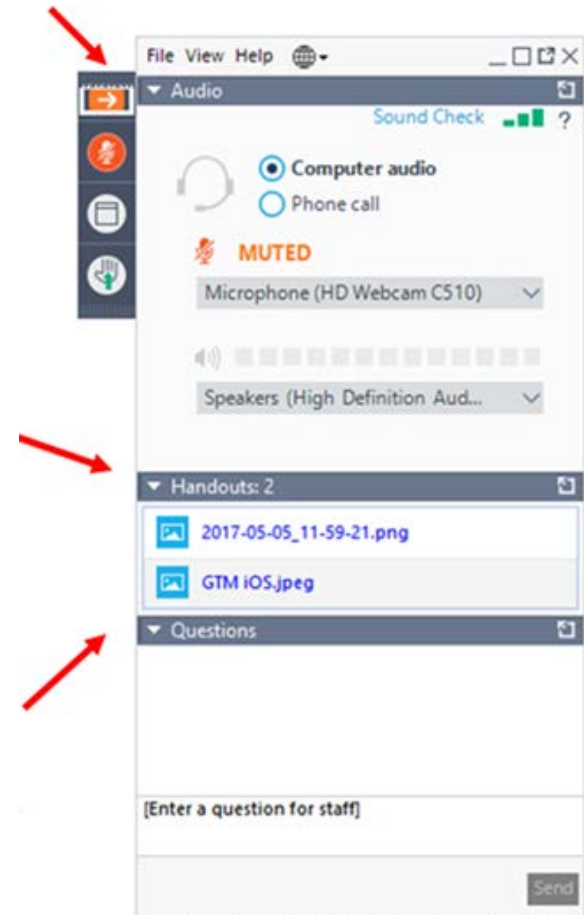 File View Help
Audio
Sound Check ?
Computer audio
Phone call
MUTED
Microphone (HD Webcam C510)
Speakers (High Definition Aud...
Handouts: 2
2017-05-05_11-59-21.png
GTM iOS.jpeg
Questions
[Enter a question for staff]
Send